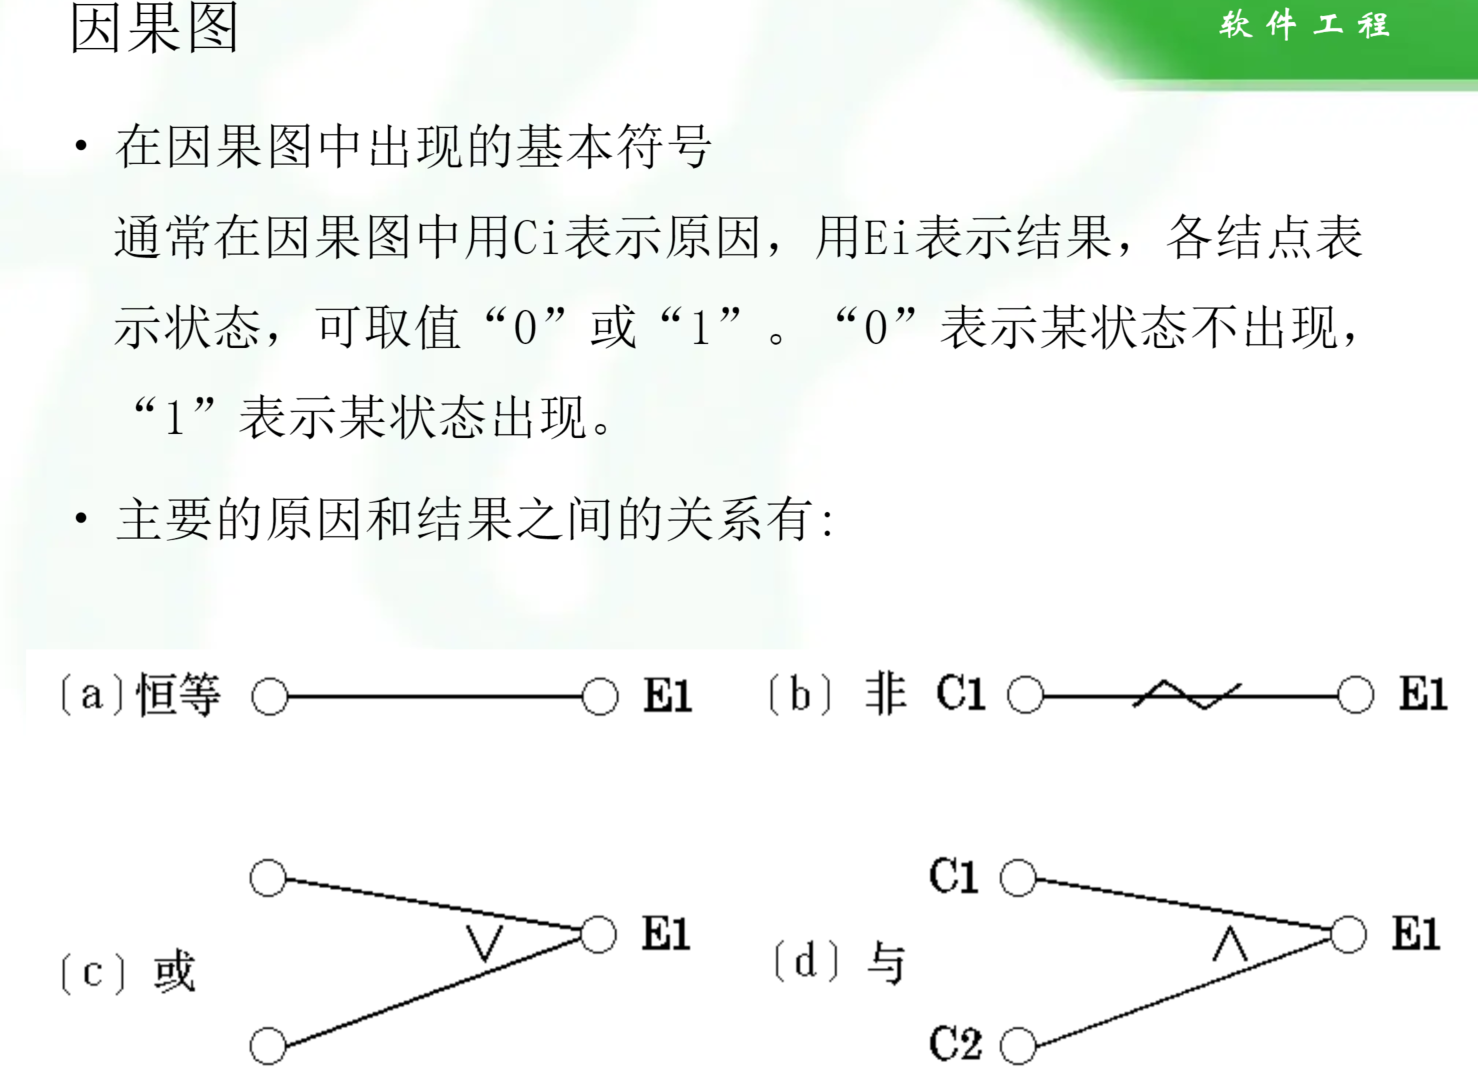 因果图
软件工程
• 在因果图中出现的基本符号
通常在因果图中用Ci表示原因，用Ei表示结果，各结点表
示状态，可取值“0”或“1”。“0”表示某状态不出现，
“1”表示某状态出现。
• 主要的原因和结果之间的关系有:
(a)恒等 E1
(b) 非 C1 E1
(c) 或 ∨ E1
(d) 与 C1 C2 ∧ E1